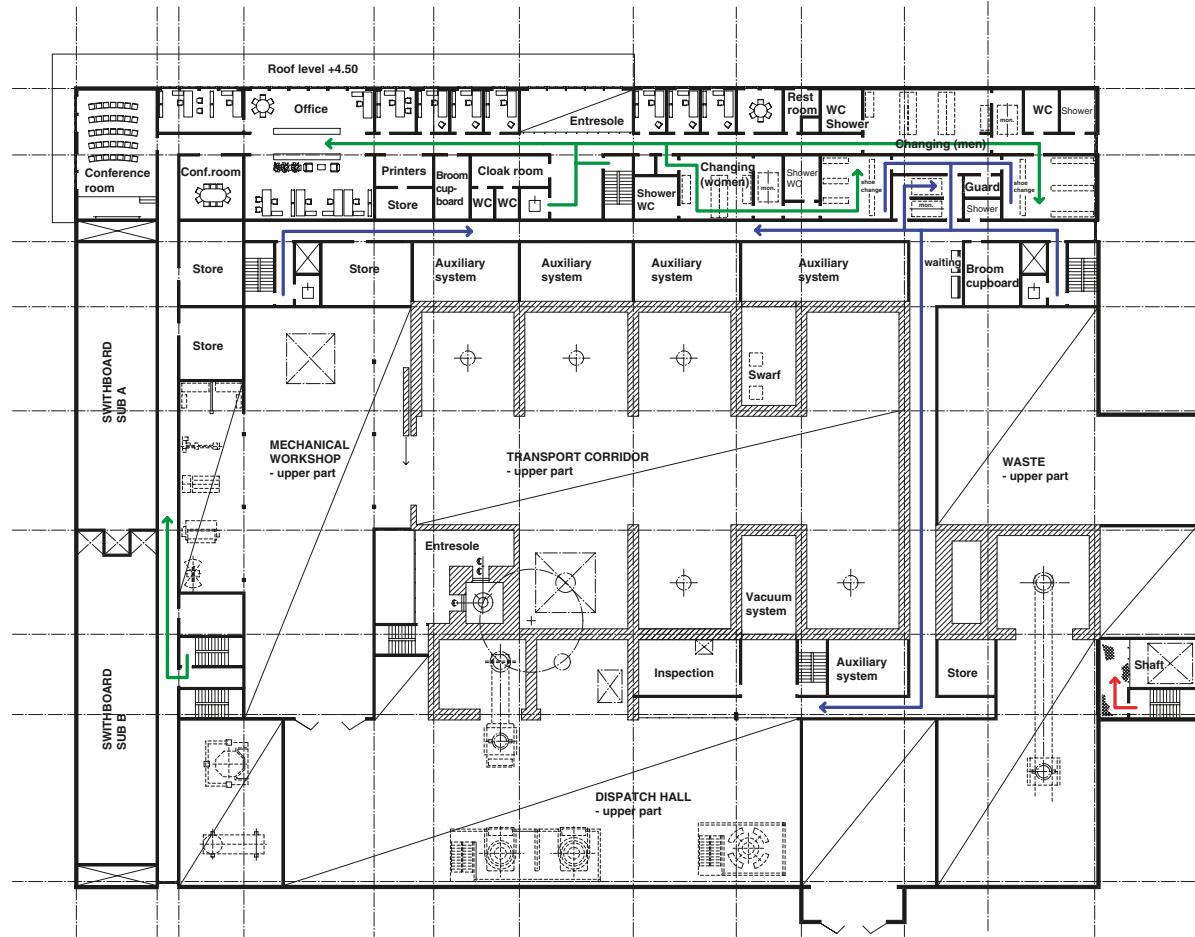 Roof level +4.50
Office
Entresole
Rest
room
WC
Shower
mon.
WC
Shower
Changing (men)
Conference
room
Conf.room
Printers
Store
Broom
cup-
board
Cloak room
WC
WC
Shower
WC
Changing
(women)
mon.
Shower
WC
shoe
change
mon.
Guard
Shower
shoe
change
Store
Store
Auxiliary
system
Auxiliary
system
Auxiliary
system
Auxiliary
system
waiting
Broom
cupboard
Store
SWITHBOARD
SUB A
Swarf
MECHANICAL
WORKSHOP
- upper part
TRANSPORT CORRIDOR
- upper part
WASTE
- upper part
Entresole
Vacuum
system
SWITHBOARD
SUB B
Inspection
Auxiliary
system
Store
Shaft
DISPATCH HALL
- upper part